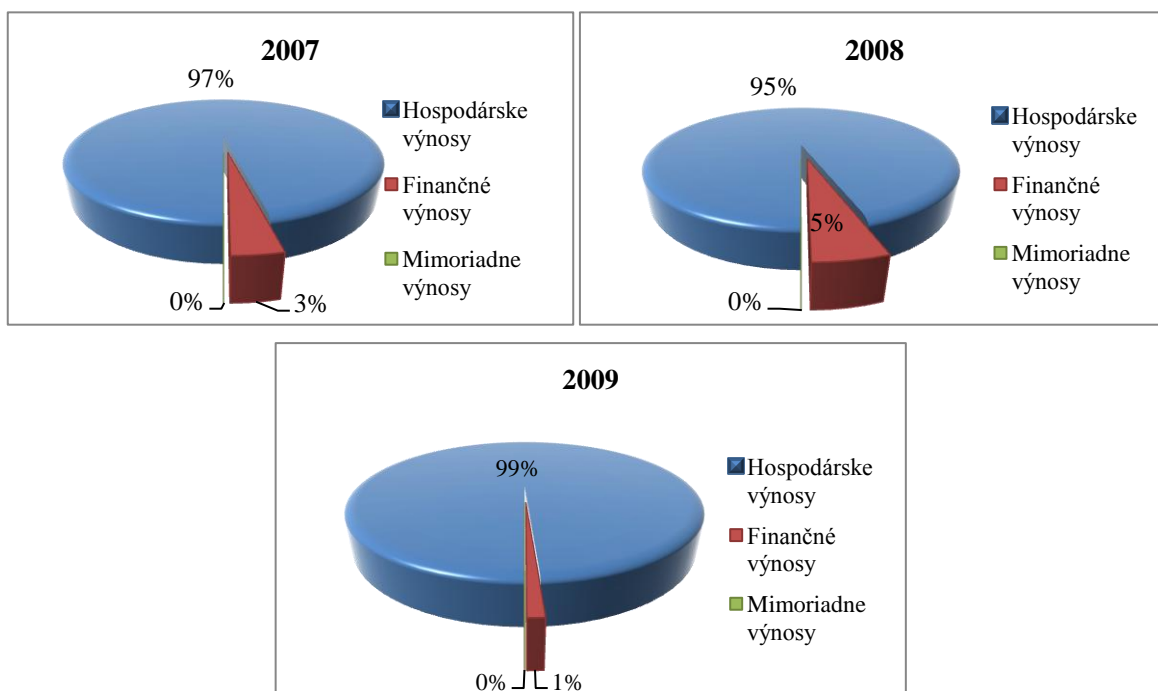 2007
97%
Hospodárske
výnosy
Finančné
výnosy
Mimoriadne
výnosy
0%
3%
2008
95%
Hospodárske
výnosy
Finančné
výnosy
5%
Mimoriadne
výnosy
0%
2009
99%
Hospodárske
výnosy
Finančné
výnosy
Mimoriadne
výnosy
0%
1%